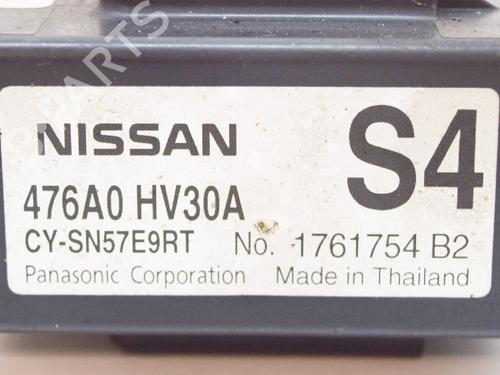 NISSAN
S4
476A0 HV30A
CY-SN57E9RT No. 1761754 B2
Panasonic Corporation Made in Thailand